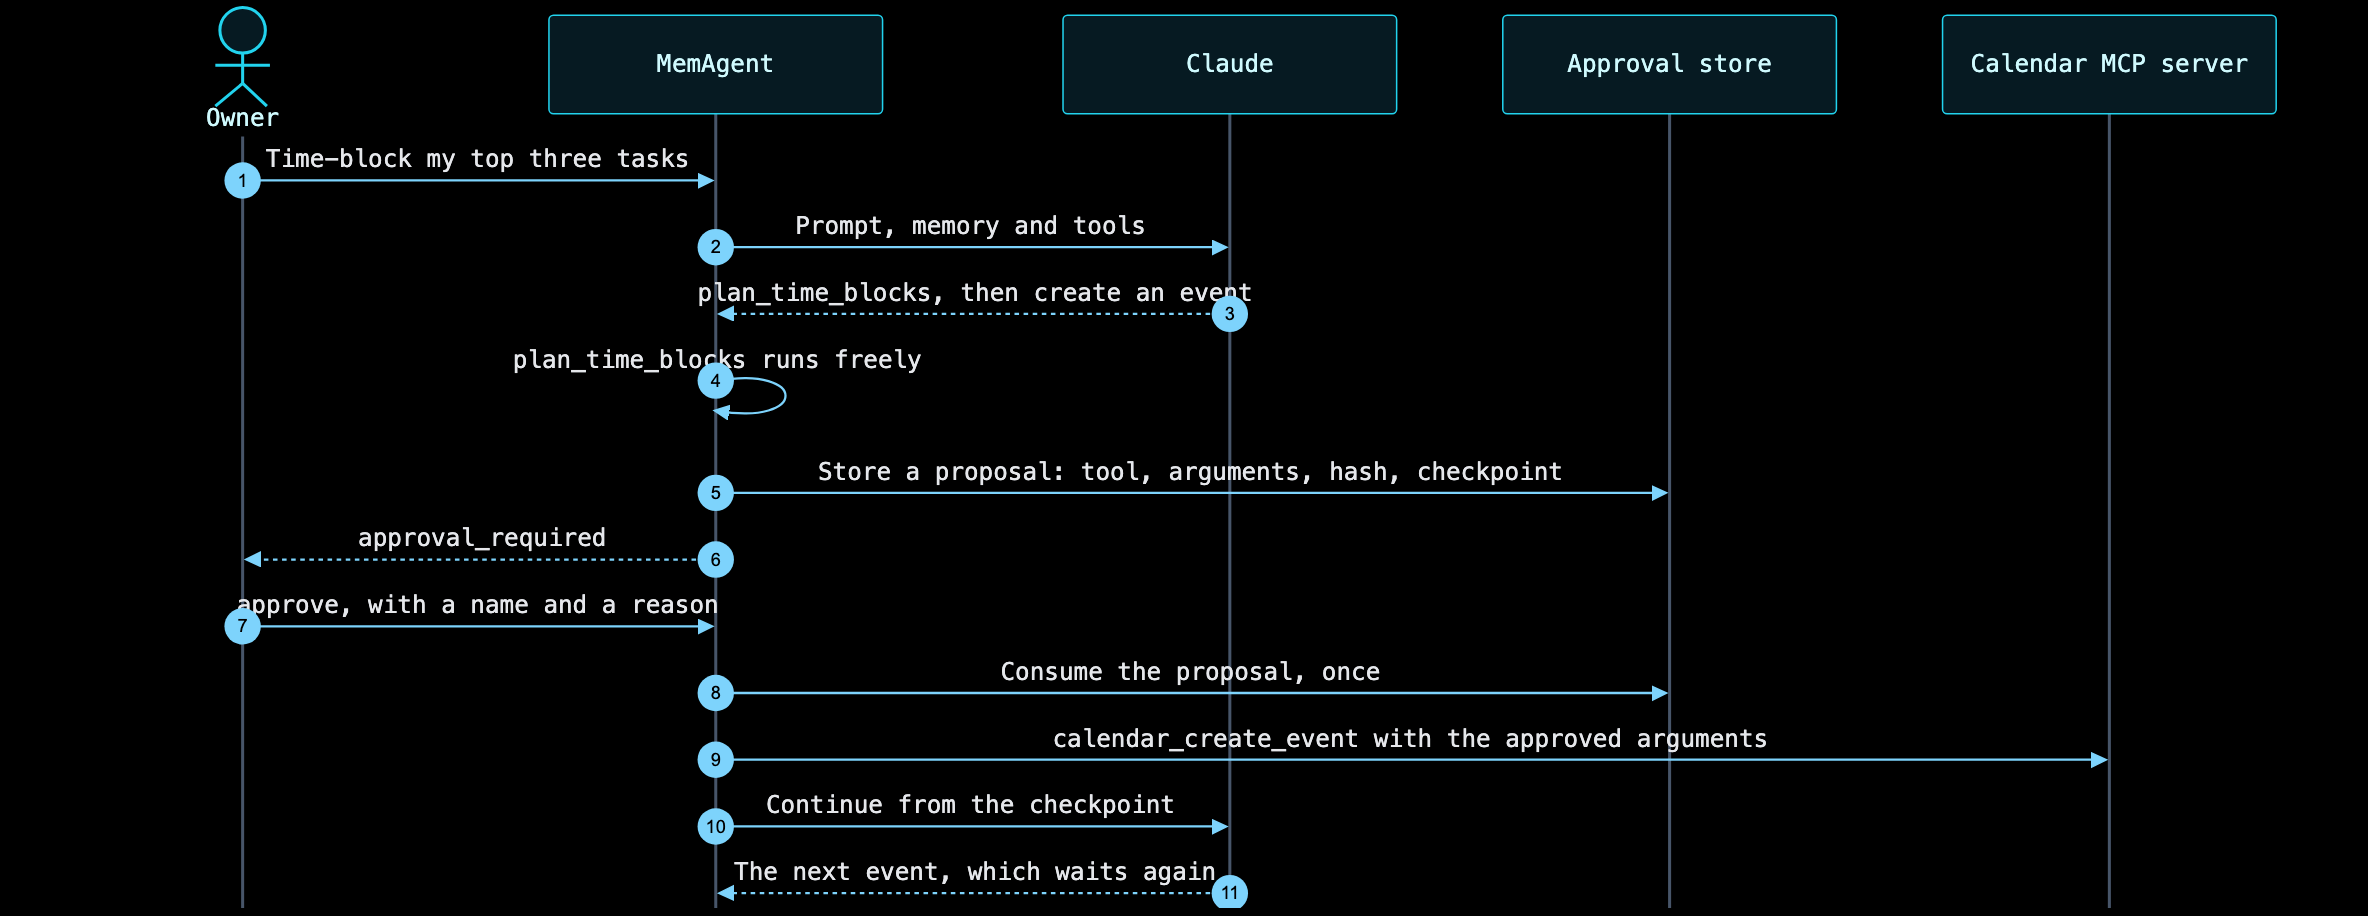 MemAgent
Claude
Approval store
Calendar MCP server
Owner
Time-block my top three tasks
1
Prompt, memory and tools
2
plan_time_blocks, then create an event
3
plan_time_blocks runs freely
4
Store a proposal: tool, arguments, hash, checkpoint
5
approval_required
6
approve, with a name and a reason
7
Consume the proposal, once
8
calendar_create_event with the approved arguments
9
Continue from the checkpoint
10
The next event, which waits again
11